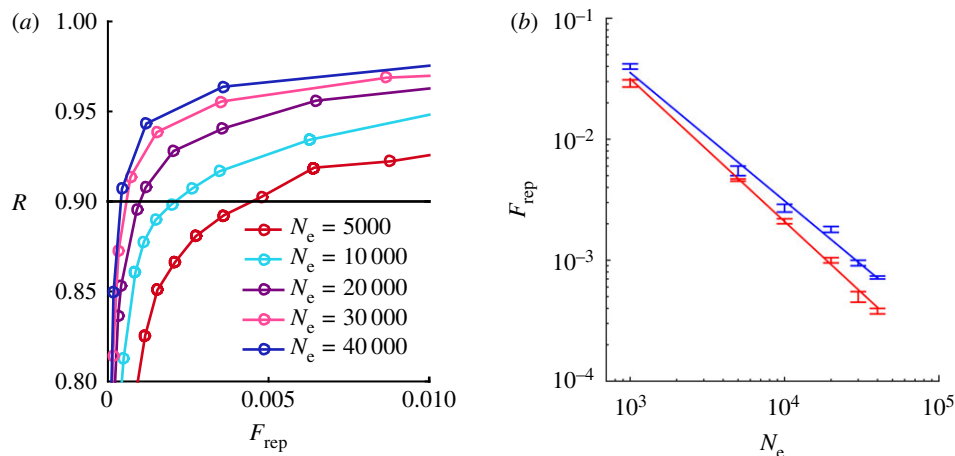 (a)
1.00
0.95
0.90
0.85
0.80
R
0
0.005
0.010
F_rep
N_e = 5000
N_e = 10 000
N_e = 20 000
N_e = 30 000
N_e = 40 000
(b)
10^−1
10^−2
10^−3
10^−4
F_rep
10^3
10^4
10^5
N_e